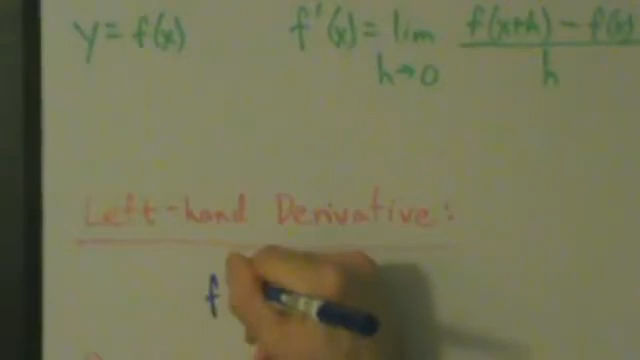 y = f(x) f'(x) = lim h→0 f(x+h) - f(x) / h
Left-hand Derivative:
f